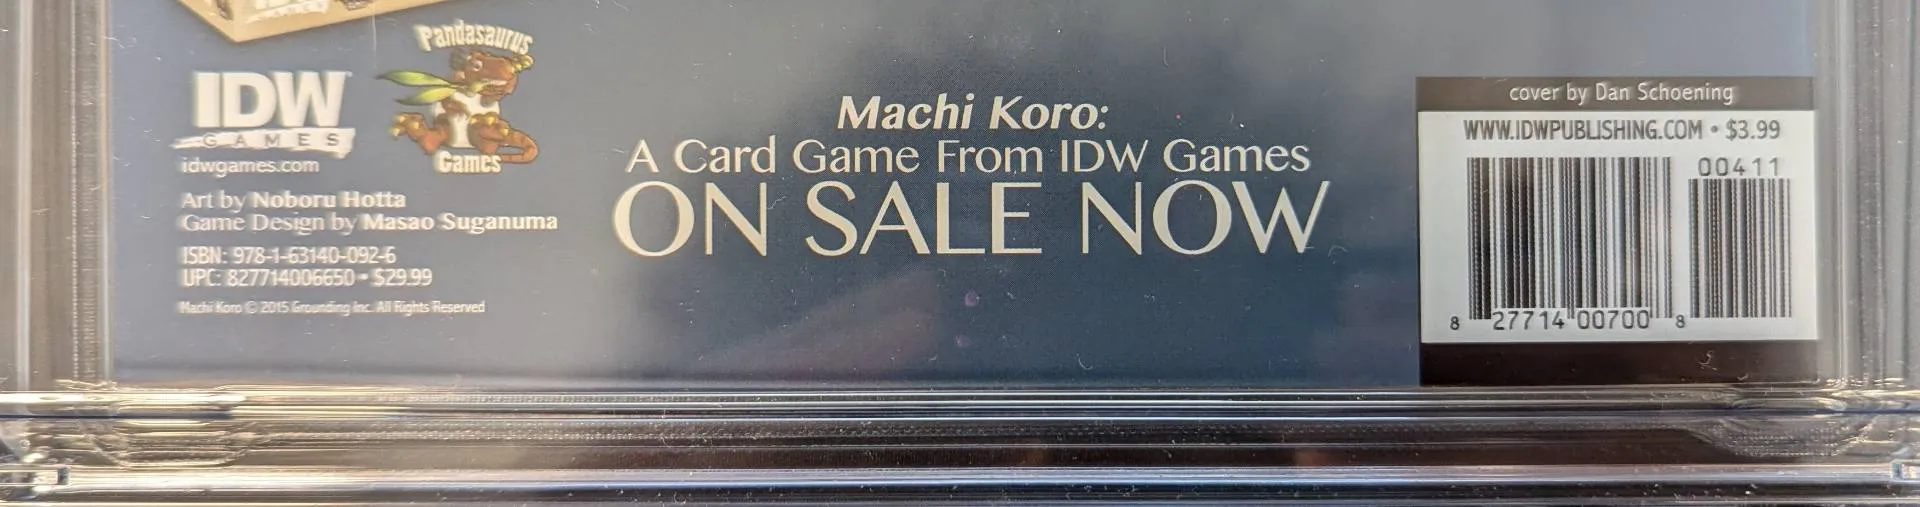 Pandasaurus
Games
IDW
GAMES
idwgames.com
Art by Noboru Hotta
Game Design by Masao Suganuma
ISBN: 978-1-63140-092-6
UPC: 827714006650 • $29.99
Machi Koro © 2015 Grounding Inc. All Rights Reserved
Machi Koro:
A Card Game From IDW Games
ON SALE NOW
cover by Dan Schoening
WWW.IDWPUBLISHING.COM • $3.99
00411
8 27714 00700 8